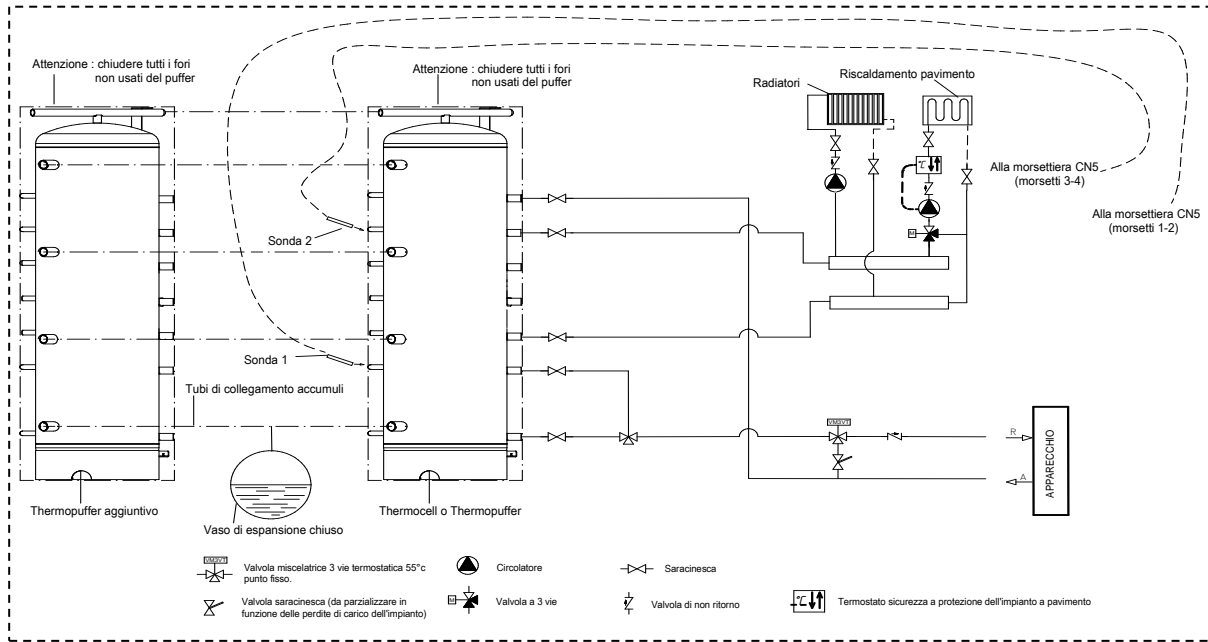 Attenzione : chiudere tutti i fori
non usati del puffer
Attenzione : chiudere tutti i fori
non usati del puffer
Radiatori
Riscaldamento pavimento
°C
M
Alla morsettiera CN5
(morsetti 3-4)
Alla morsettiera CN5
(morsetti 1-2)
Sonda 2
Sonda 1
Tubi di collegamento accumuli
VM3VT
R
A
APPARECCHIO
Thermopuffer aggiuntivo
Vaso di espansione chiuso
Thermocell o Thermopuffer
VM3VT
Valvola miscelatrice 3 vie termostatica 55°c
punto fisso.
Circolatore
Saracinesca
Valvola saracinesca (da parzializzare in
funzione delle perdite di carico dell'impianto)
M
Valvola a 3 vie
Valvola di non ritorno
°C
Termostato sicurezza a protezione dell'impianto a pavimento